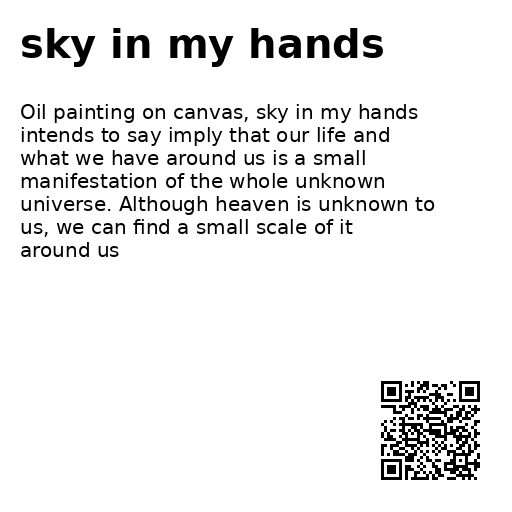 sky in my hands
Oil painting on canvas, sky in my hands
intends to say imply that our life and
what we have around us is a small
manifestation of the whole unknown
universe. Although heaven is unknown to
us, we can find a small scale of it
around us